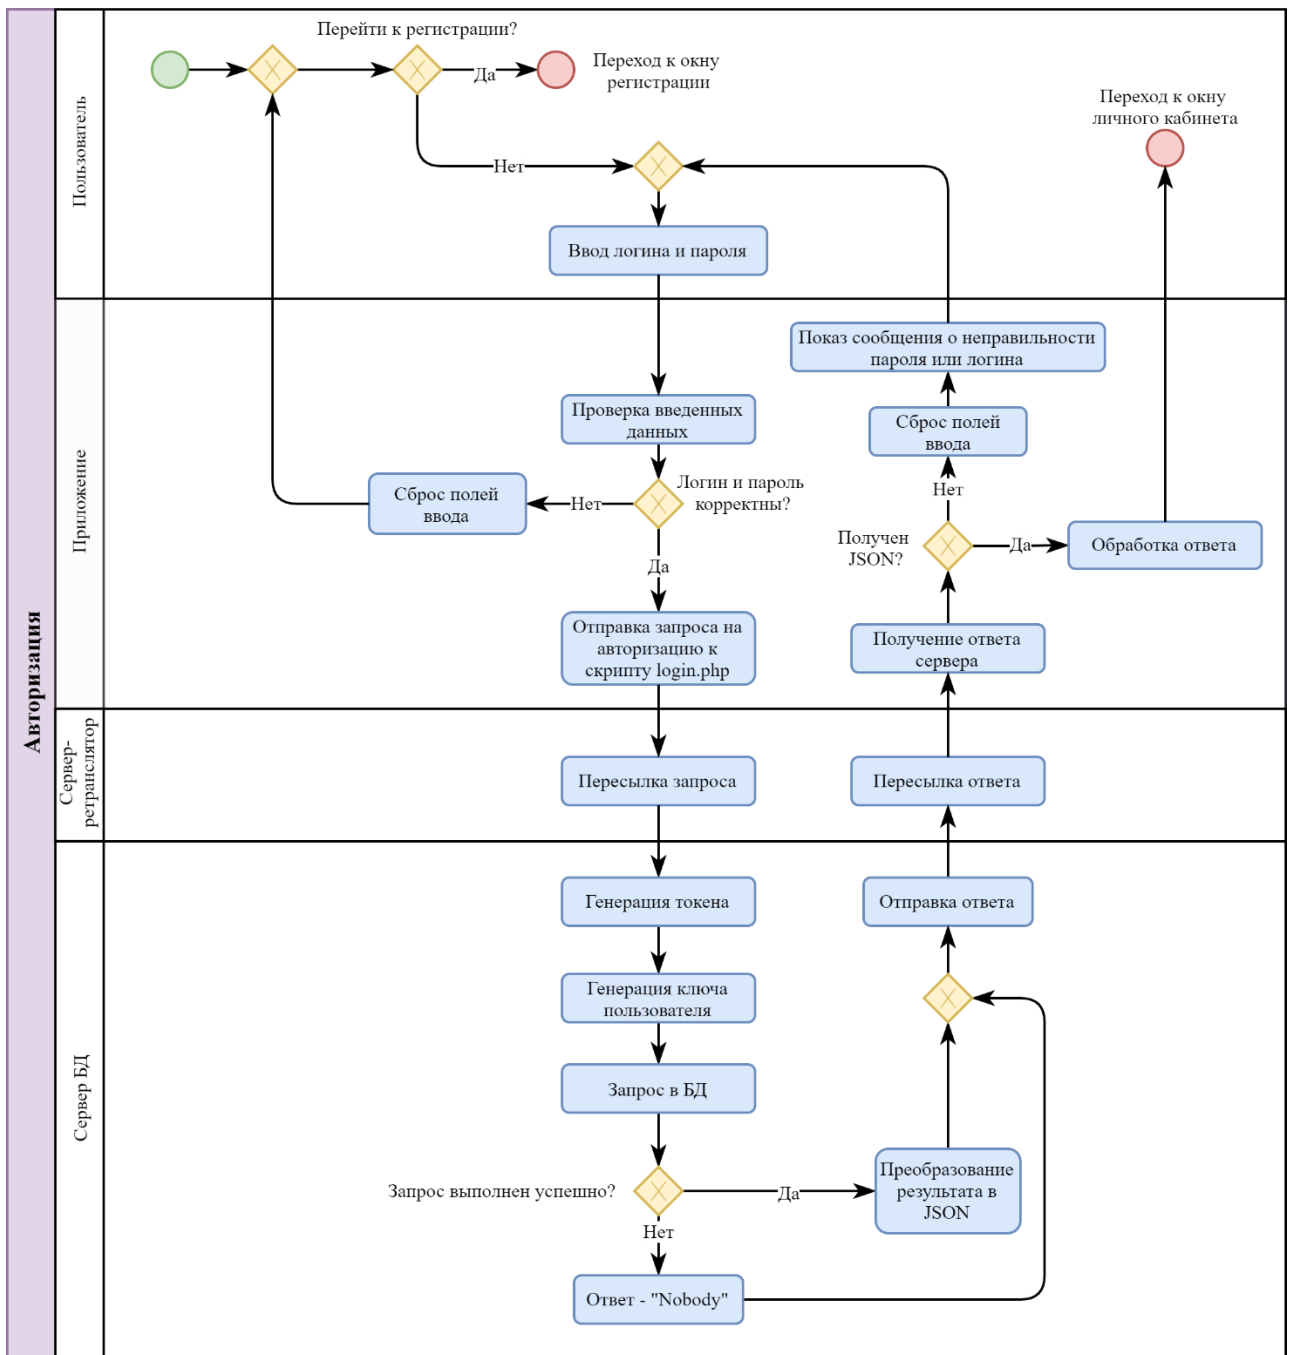 Авторизация
Пользователь
Перейти к регистрации?
Да
Переход к окну
регистрации
Переход к окну
личного кабинета
Нет
Ввод логина и пароля
Приложение
Показ сообщения о неправильности
пароля или логина
Проверка введенных
данных
Сброс полей
ввода
Логин и пароль
корректны?
Нет
Сброс полей
ввода
Нет
Да
Получен
JSON?
Да
Обработка ответа
Отправка запроса на
авторизацию к
скрипту login.php
Получение ответа
сервера
Сервер-
ретранслятор
Пересылка запроса
Пересылка ответа
Сервер БД
Генерация токена
Отправка ответа
Генерация ключа
пользователя
Запрос в БД
Запрос выполнен успешно?
Да
Преобразование
результата в
JSON
Нет
Ответ - "Nobody"